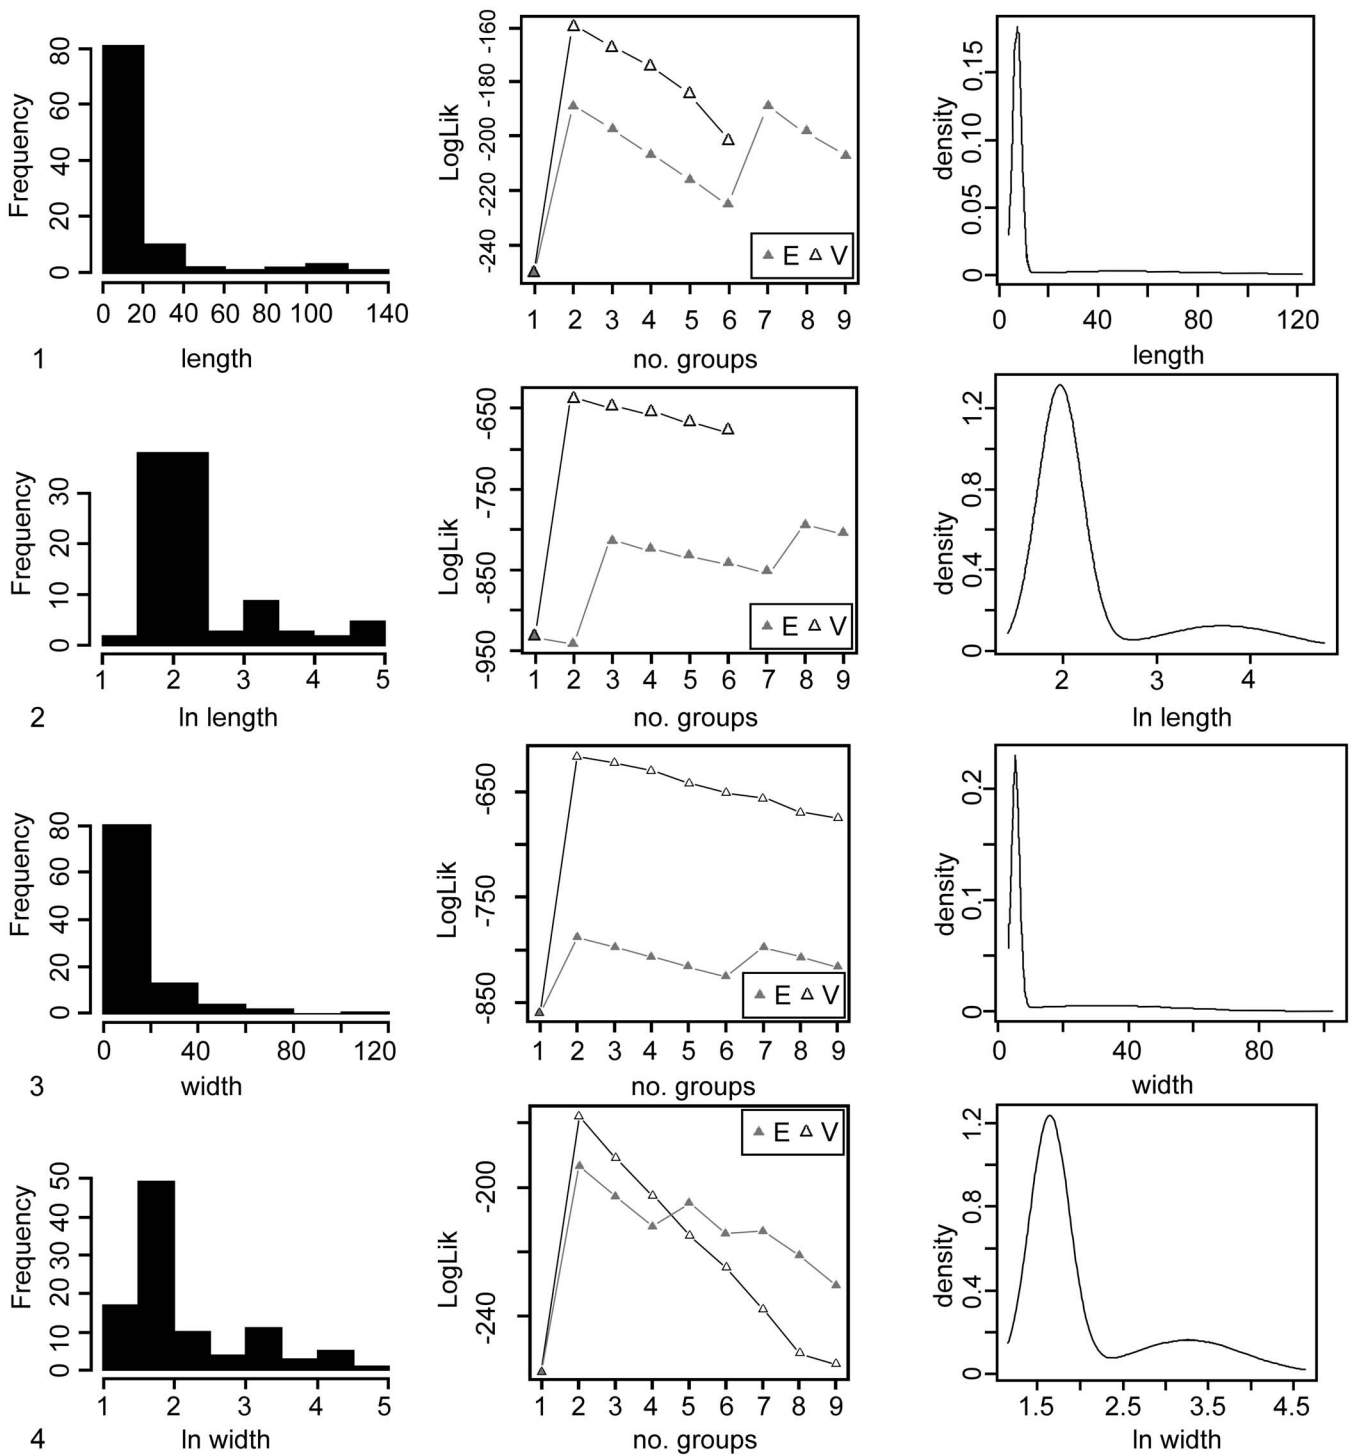 Frequency
80
60
40
20
0
0 20 40 60 80 100 140
length
1
LogLik
-160
-180
-200
-220
-240
E V
1 2 3 4 5 6 7 8 9
no. groups
density
0.15
0.10
0.05
0
0 40 80 120
length
Frequency
30
20
10
0
1 2 3 4 5
ln length
2
LogLik
-650
-750
-850
-950
E V
1 2 3 4 5 6 7 8 9
no. groups
density
1.2
0.8
0.4
0
2 3 4
ln length
Frequency
80
60
40
20
0
0 40 80 120
width
3
LogLik
-650
-750
-850
E V
1 2 3 4 5 6 7 8 9
no. groups
density
0.2
0.1
0
0 40 80
width
Frequency
50
40
30
20
10
0
1 2 3 4 5
ln width
4
LogLik
-200
-240
E V
1 2 3 4 5 6 7 8 9
no. groups
density
1.2
0.8
0.4
0
1.5 2.5 3.5 4.5
ln width